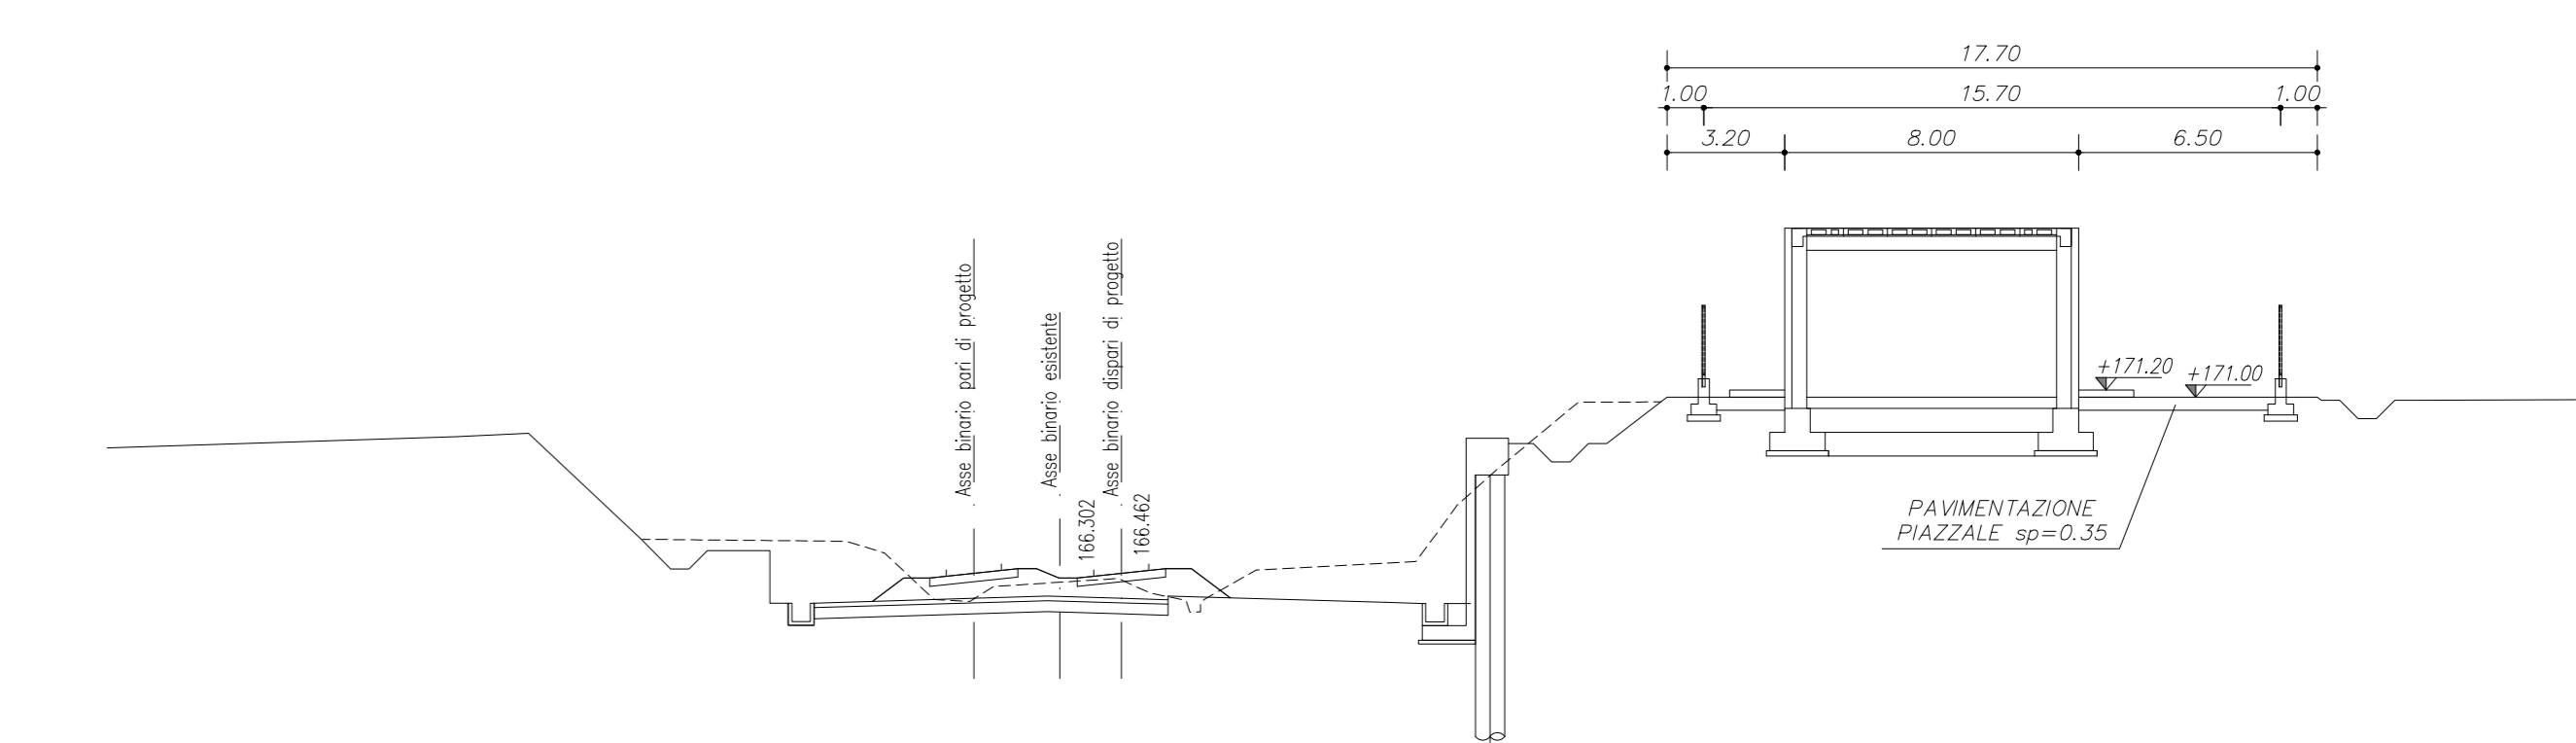 17.70
1.00 15.70 1.00
3.20 8.00 6.50
Asse binario pari di progetto
Asse binario esistente
Asse binario dispari di progetto
166.302
166.462
+171.20
+171.00
PAVIMENTAZIONE
PIAZZALE sp=0.35